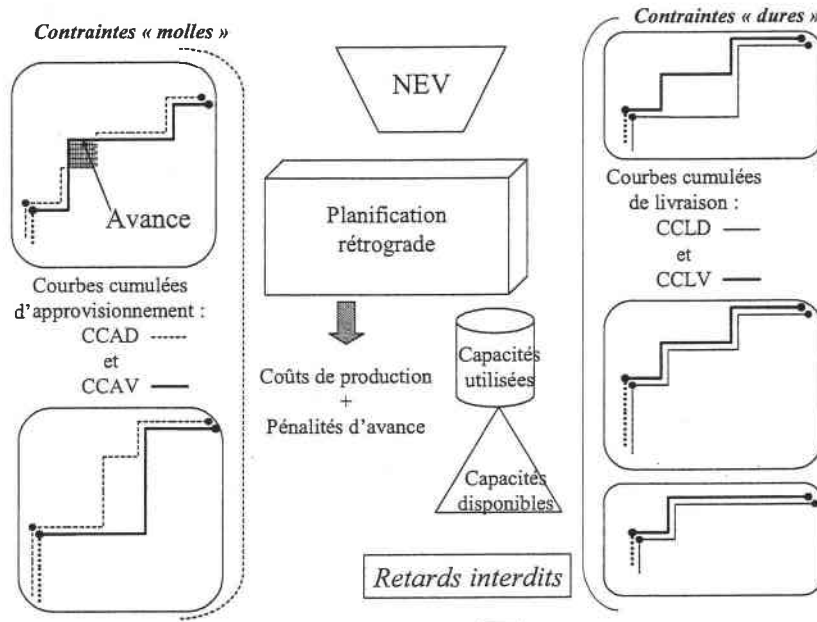 Contraintes « molles »
Avance
Courbes cumulées
d'approvisionnement :
CCAD
et
CCAV
NEV
Planification
rétrograde
Coûts de production
+
Pénalités d'avance
Capacités
utilisées
Capacités
disponibles
Retards interdits
Contraintes « dures »
Courbes cumulées
de livraison :
CCLD
et
CCLV